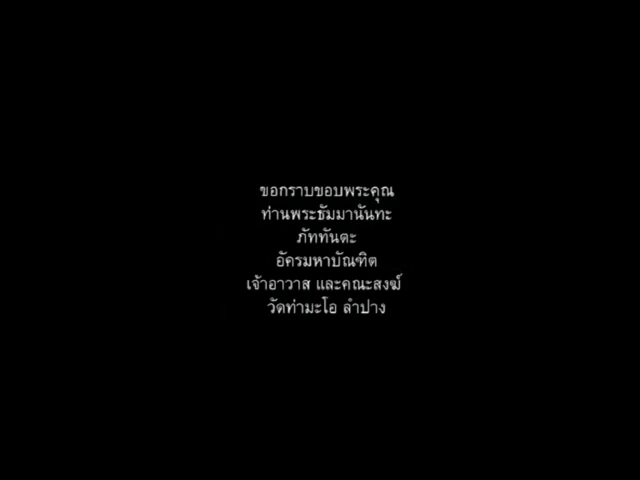 ขอกราบขอบพระคุณ
ท่านพระธัมมานันทะ
ภัททันตะ
อัครมหาบัณฑิต
เจ้าอาวาส และคณะสงฆ์
วัดท่ามะโอ ลำปาง